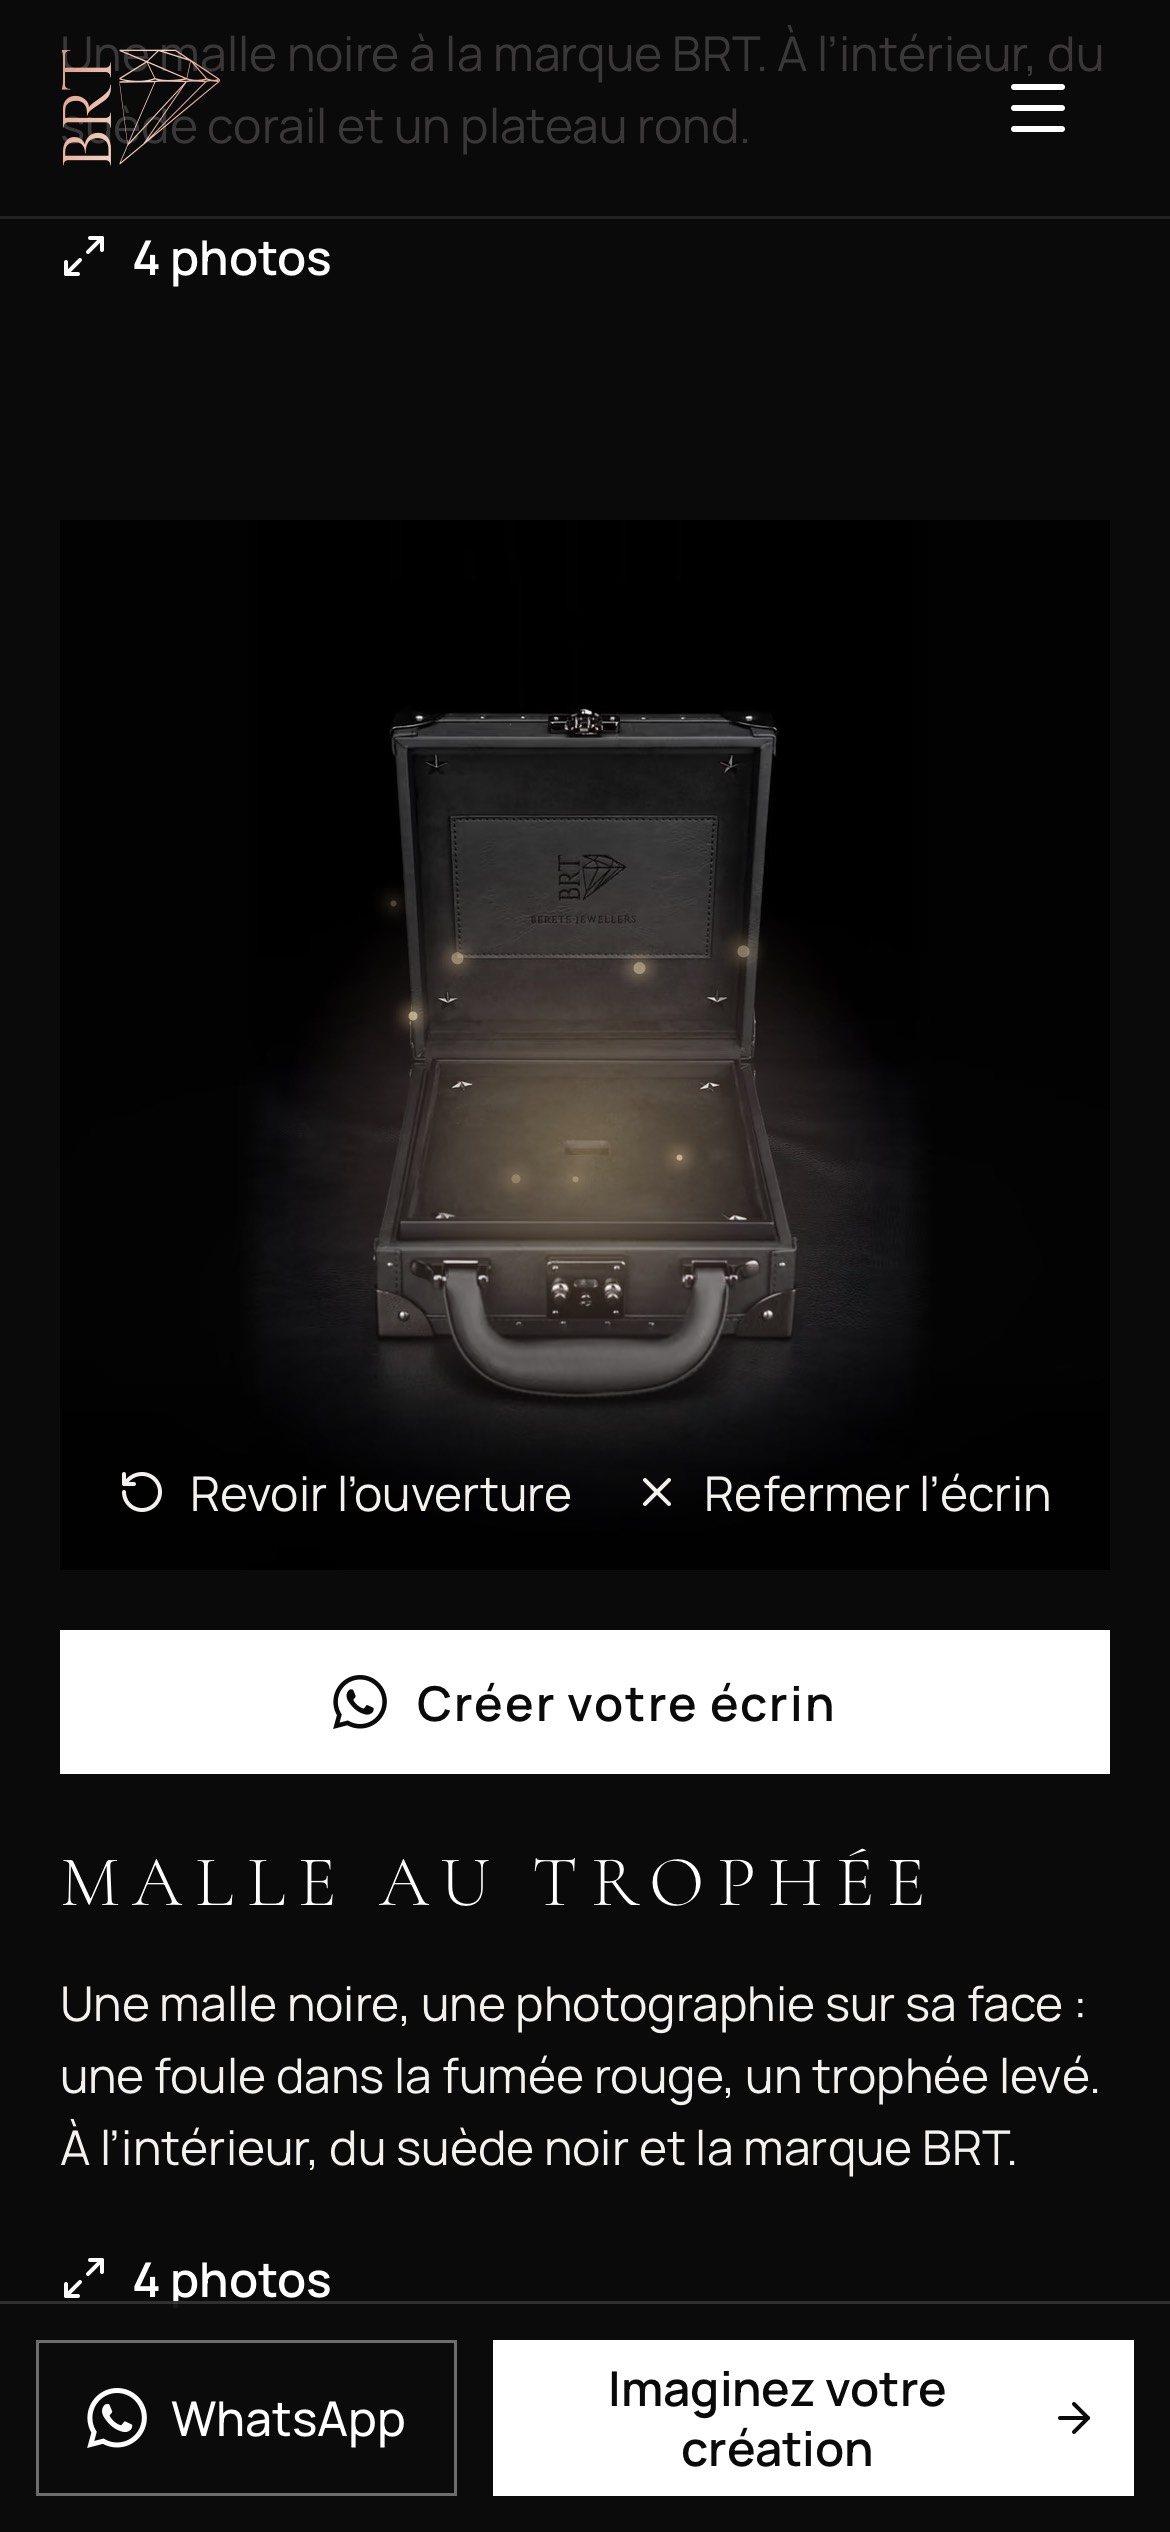 Une malle noire à la marque BRT. À l’intérieur, du
suède corail et un plateau rond.
BRT
4 photos
BRT
BERETE JEWELLERS
Revoir l’ouverture
Refermer l’écrin
Créer votre écrin
MALLE AU TROPHÉE
Une malle noire, une photographie sur sa face :
une foule dans la fumée rouge, un trophée levé.
À l’intérieur, du suède noir et la marque BRT.
4 photos
WhatsApp
Imaginez votre
création